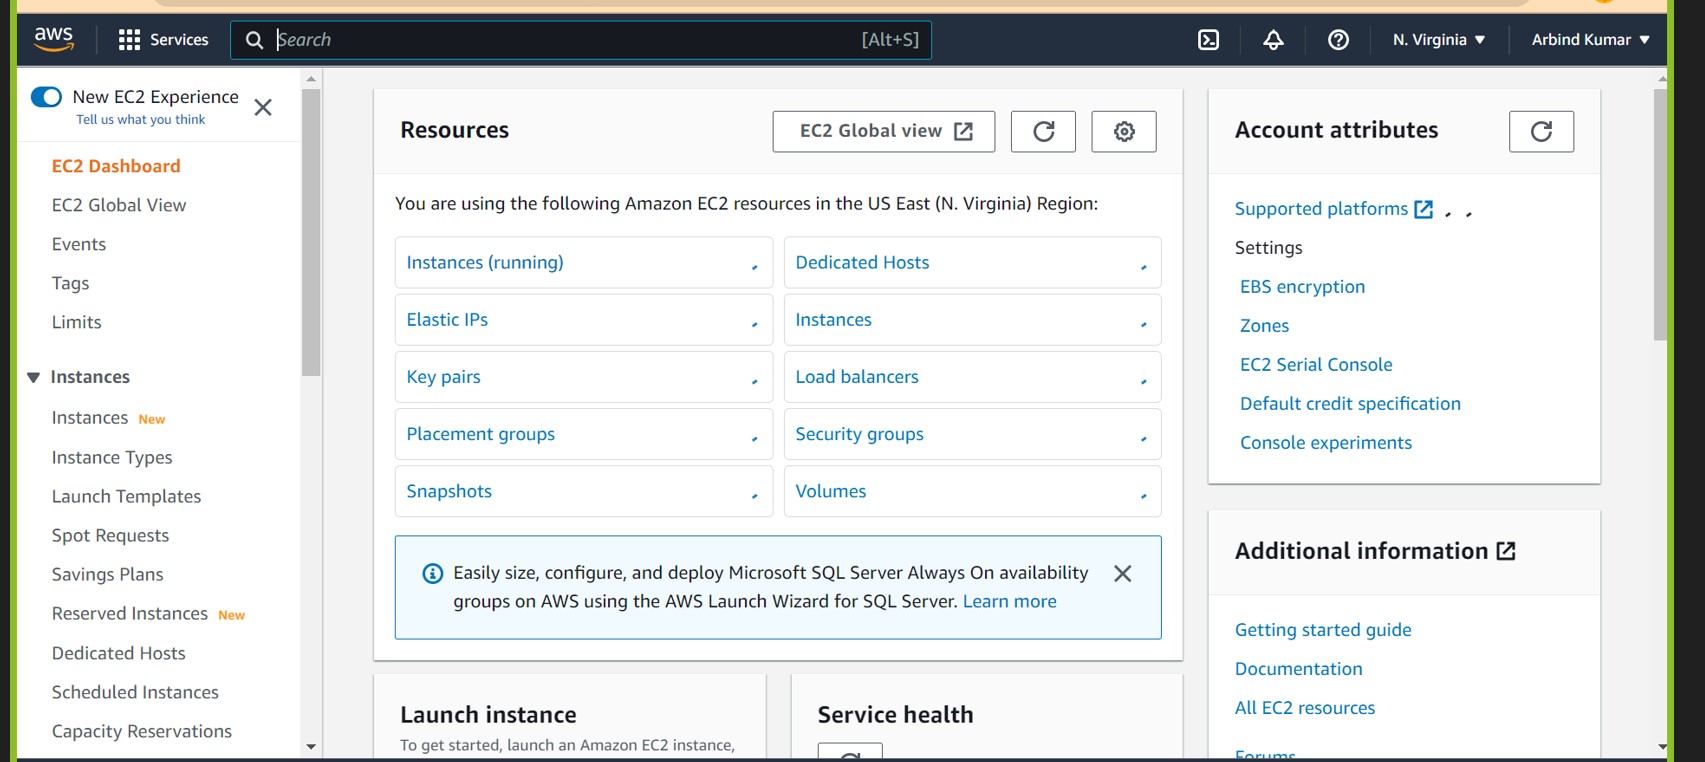 aws
Services
Search
[Alt+S]
N. Virginia
Arbind Kumar
New EC2 Experience
Tell us what you think
EC2 Dashboard
EC2 Global View
Events
Tags
Limits
Instances
Instances New
Instance Types
Launch Templates
Spot Requests
Savings Plans
Reserved Instances New
Dedicated Hosts
Scheduled Instances
Capacity Reservations
Resources
EC2 Global view
You are using the following Amazon EC2 resources in the US East (N. Virginia) Region:
Instances (running)
Dedicated Hosts
Elastic IPs
Instances
Key pairs
Load balancers
Placement groups
Security groups
Snapshots
Volumes
Easily size, configure, and deploy Microsoft SQL Server Always On availability
groups on AWS using the AWS Launch Wizard for SQL Server. Learn more
Launch instance
To get started, launch an Amazon EC2 instance,
Service health
Account attributes
Supported platforms
Settings
EBS encryption
Zones
EC2 Serial Console
Default credit specification
Console experiments
Additional information
Getting started guide
Documentation
All EC2 resources
Forums